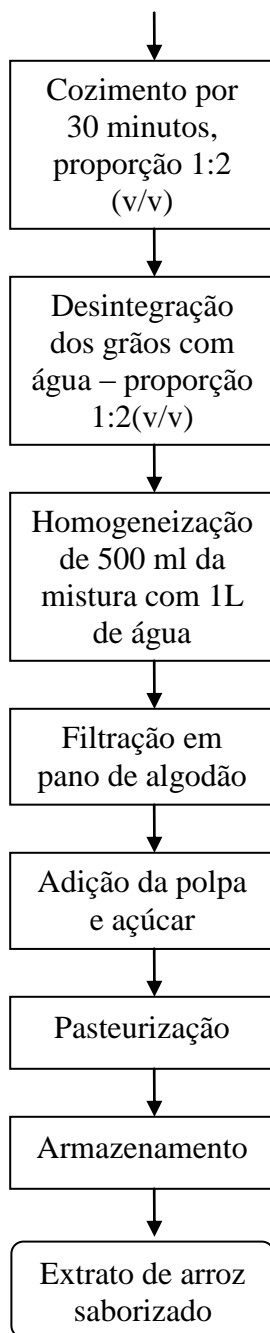 Cozimento por
30 minutos,
proporção 1:2
(v/v)
Desintegração
dos grãos com
água – proporção
1:2(v/v)
Homogeneização
de 500 ml da
mistura com 1L
de água
Filtração em
pano de algodão
Adição da polpa
e açúcar
Pasteurização
Armazenamento
Extrato de arroz
saborizado